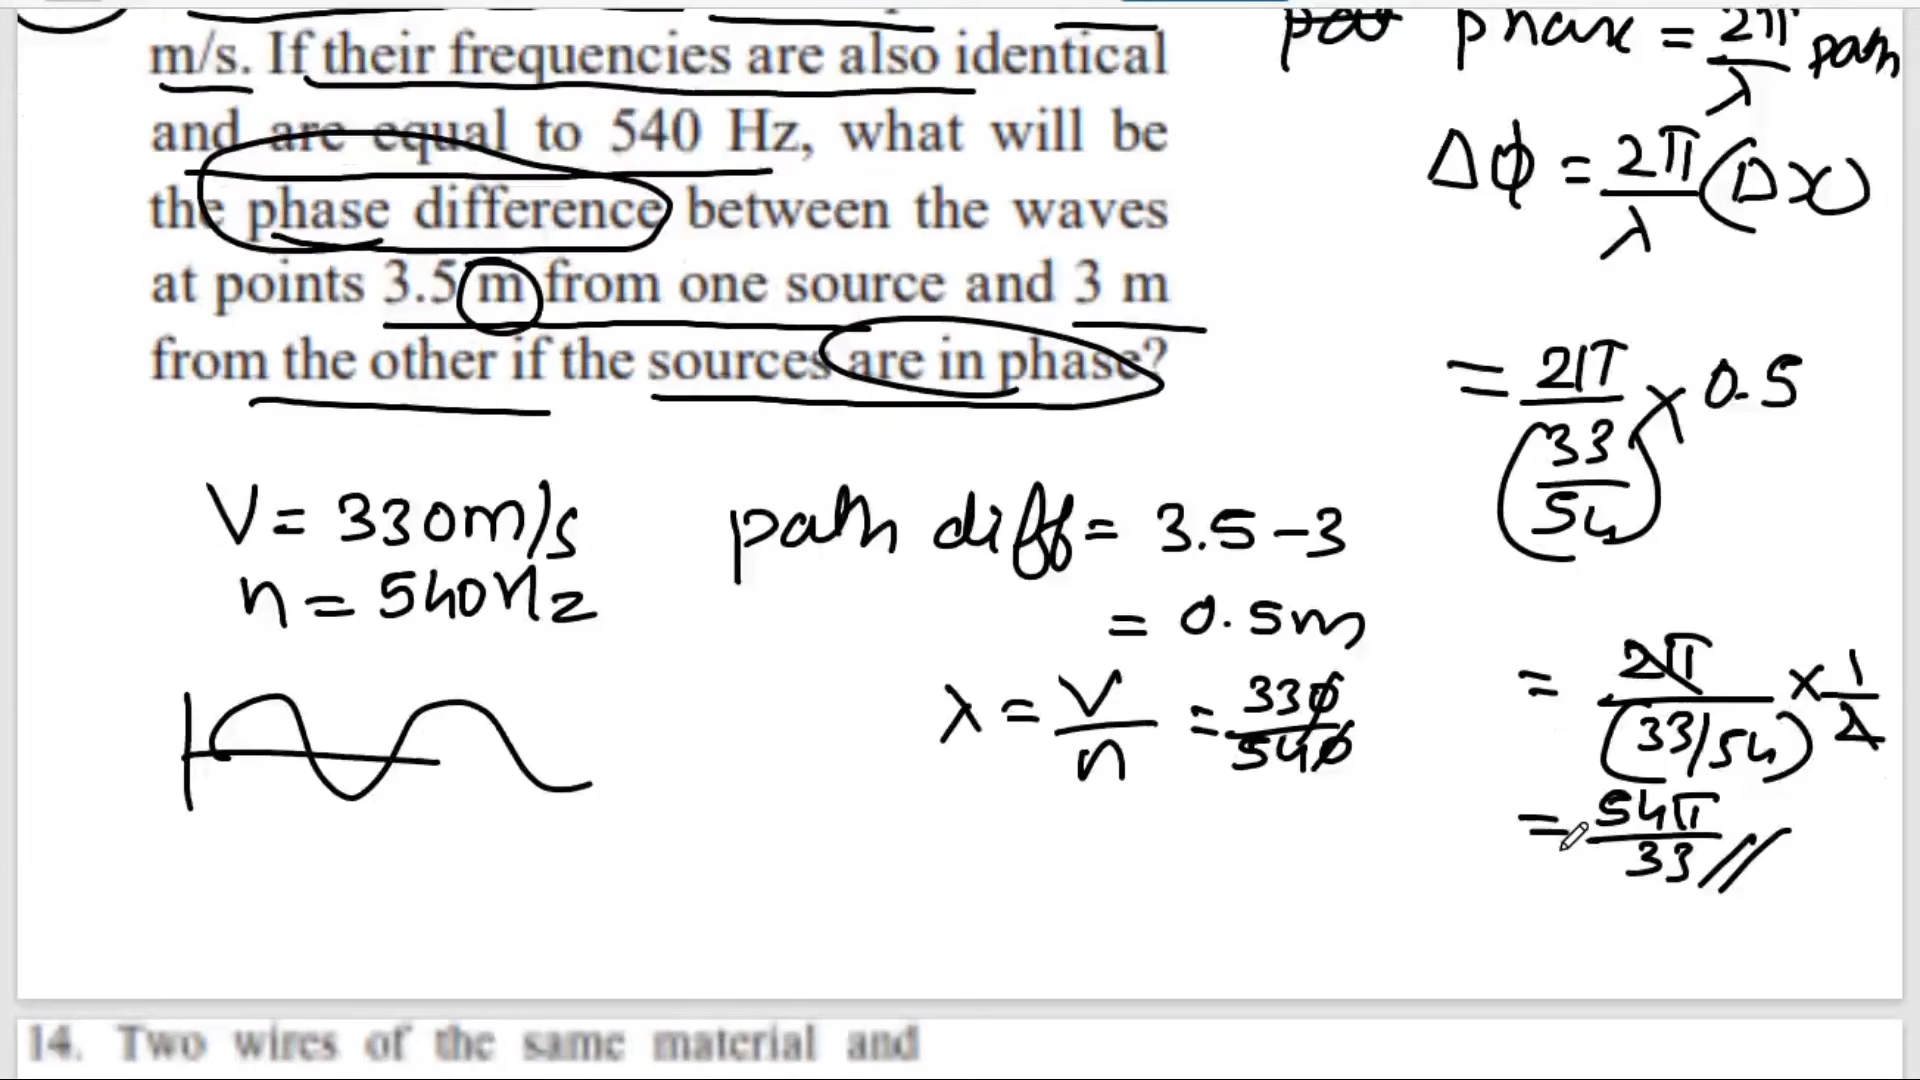 m/s. If their frequencies are also identical
and are equal to 540 Hz, what will be
the phase difference between the waves
at points 3.5 m from one source and 3 m
from the other if the sources are in phase?
phase = 2π/λ path
Δϕ = 2π/λ (Δx)
= 2π/(33/54) × 0.5
= 2π/(33/54) × 1/2
= 54π/33 //
V = 330m/s
n = 540Hz
path diff = 3.5 - 3
= 0.5m
λ = V/n = 330/540
14. Two wires of the same material and